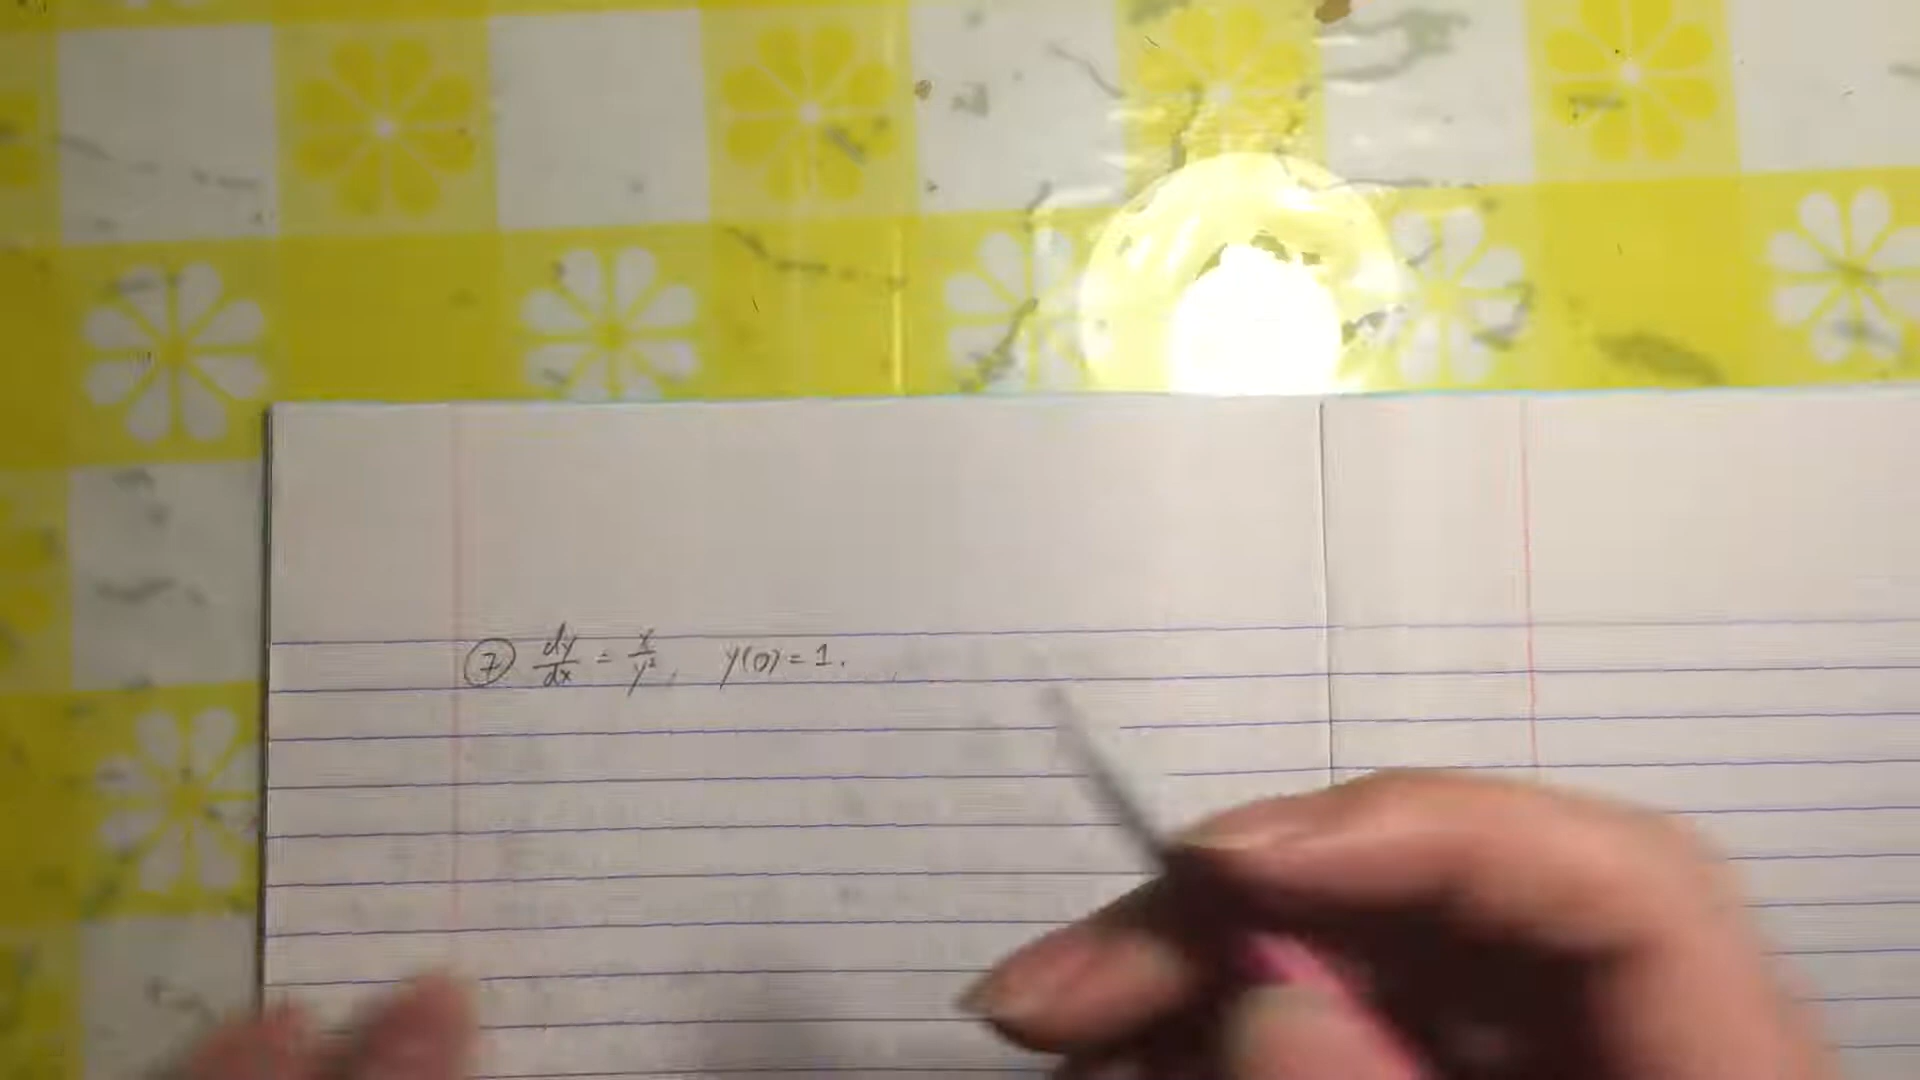 ⑦ dy/dx = x/y², y(0) = 1.